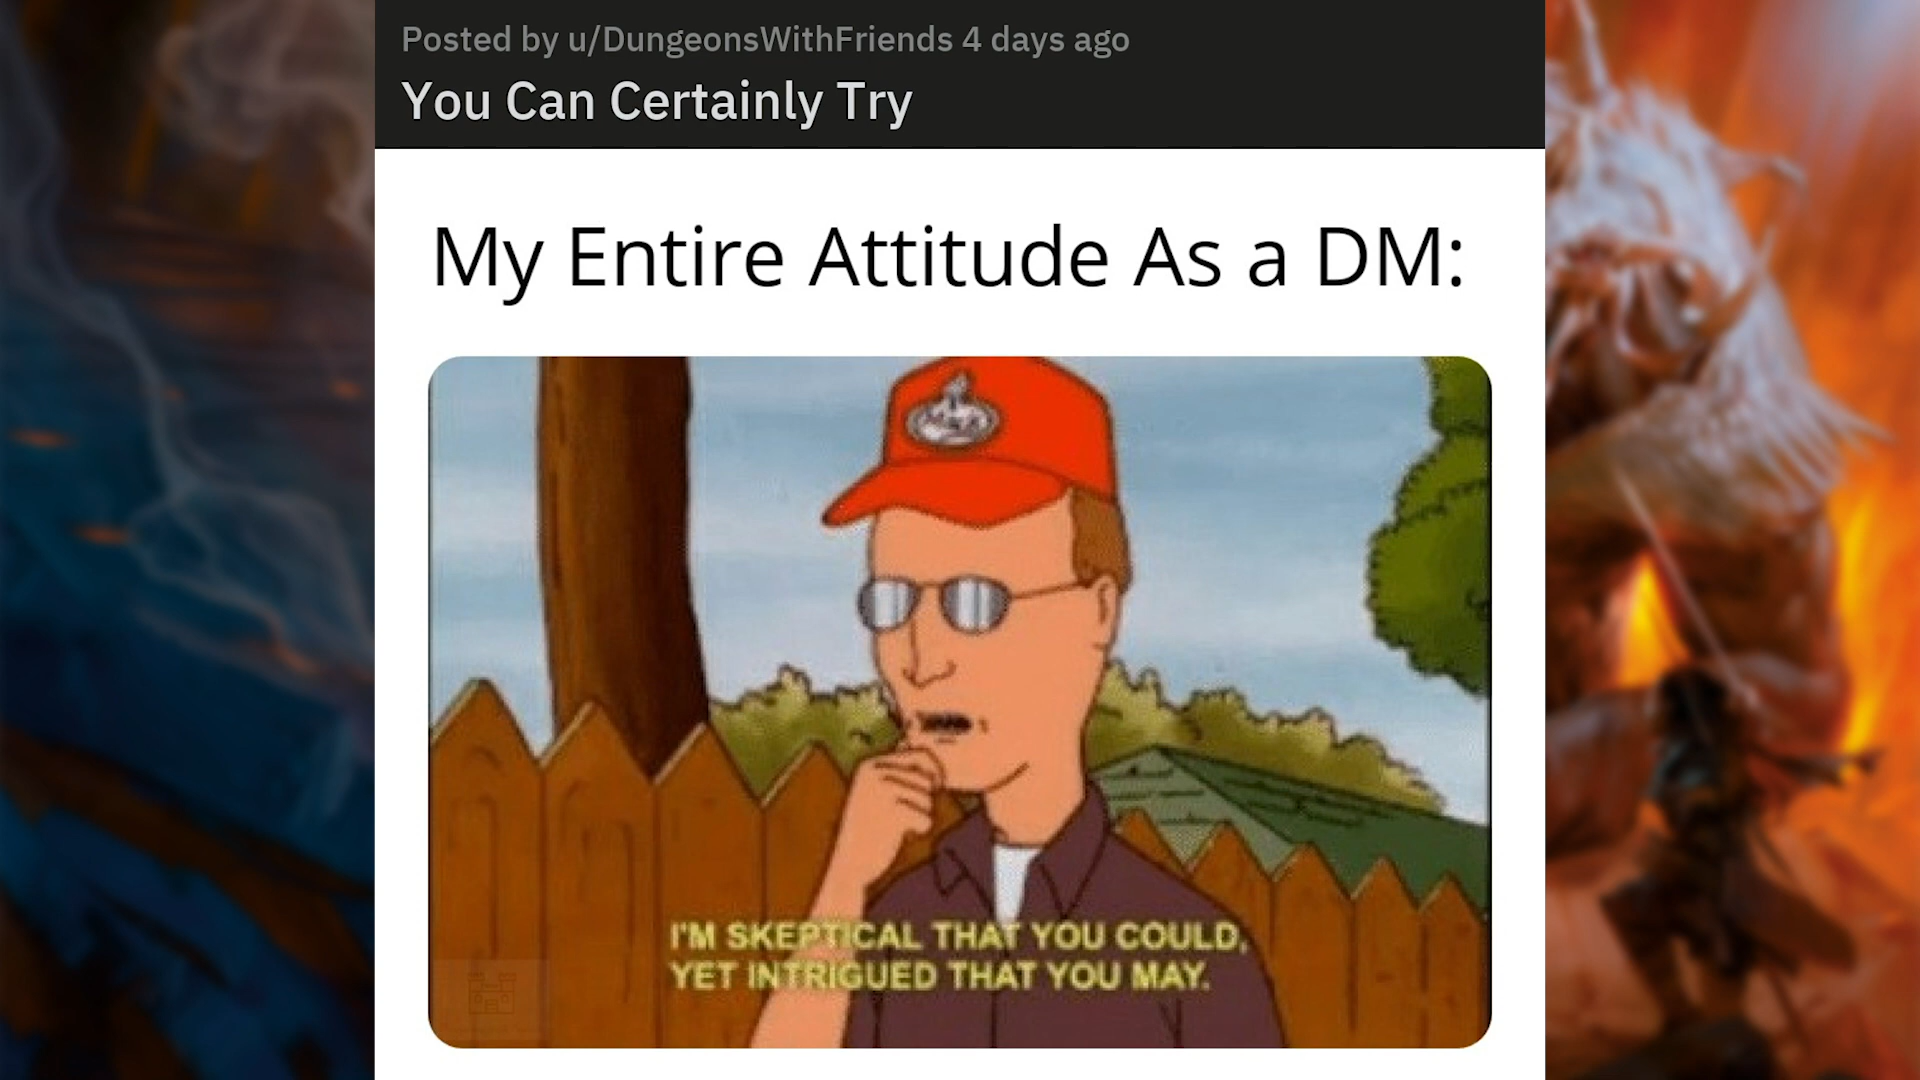 Posted by u/DungeonsWithFriends 4 days ago
You Can Certainly Try
My Entire Attitude As a DM:
I'M SKEPTICAL THAT YOU COULD,
YET INTRIGUED THAT YOU MAY.